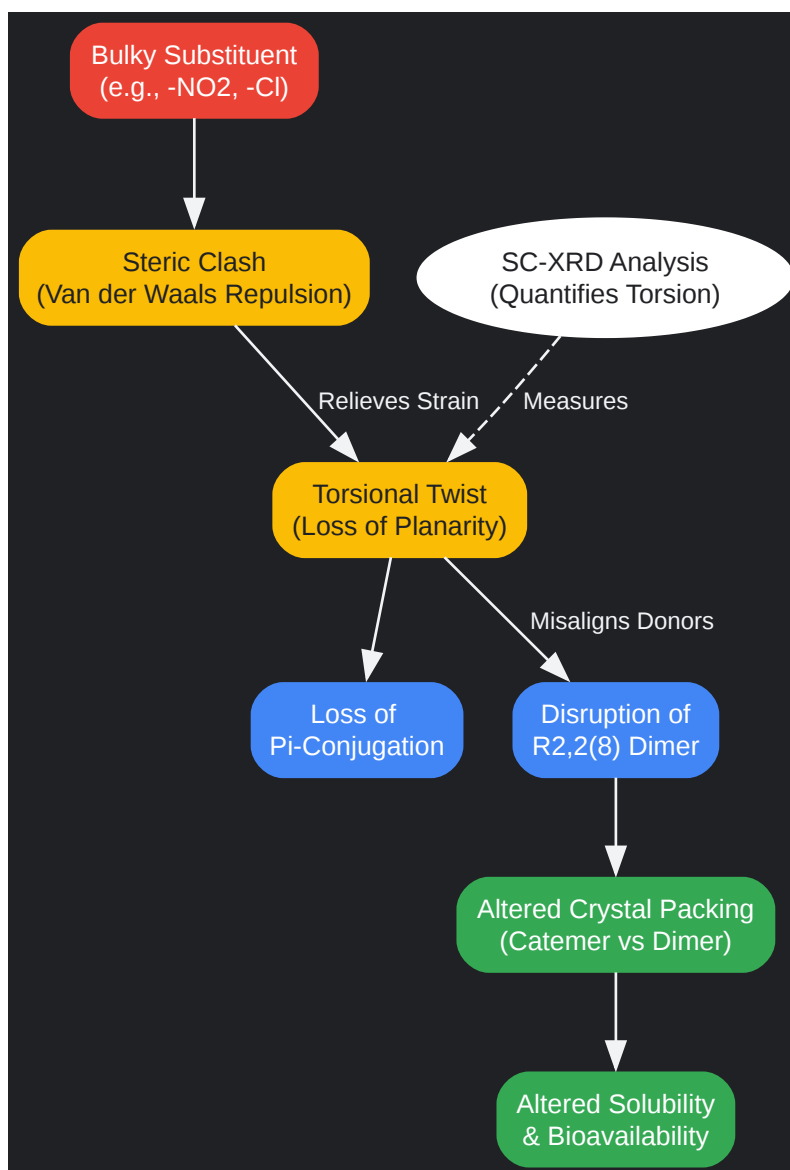 Bulky Substituent
(e.g., -NO2, -Cl)
Steric Clash
(Van der Waals Repulsion)
SC-XRD Analysis
(Quantifies Torsion)
Relieves Strain
Measures
Torsional Twist
(Loss of Planarity)
Misaligns Donors
Loss of
Pi-Conjugation
Disruption of
R2,2(8) Dimer
Altered Crystal Packing
(Catemer vs Dimer)
Altered Solubility
& Bioavailability